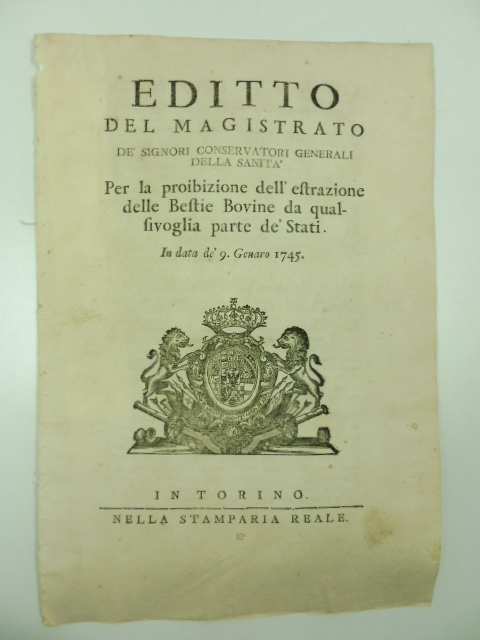 EDITTO
DEL MAGISTRATO
DE' SIGNORI CONSERVATORI GENERALI
DELLA SANITA'
Per la proibizione dell' eſtrazione
delle Beſtie Bovine da qual-
ſivoglia parte de' Stati.
In data de' 9. Genaro 1745.
IN TORINO.
NELLA STAMPARIA REALE.